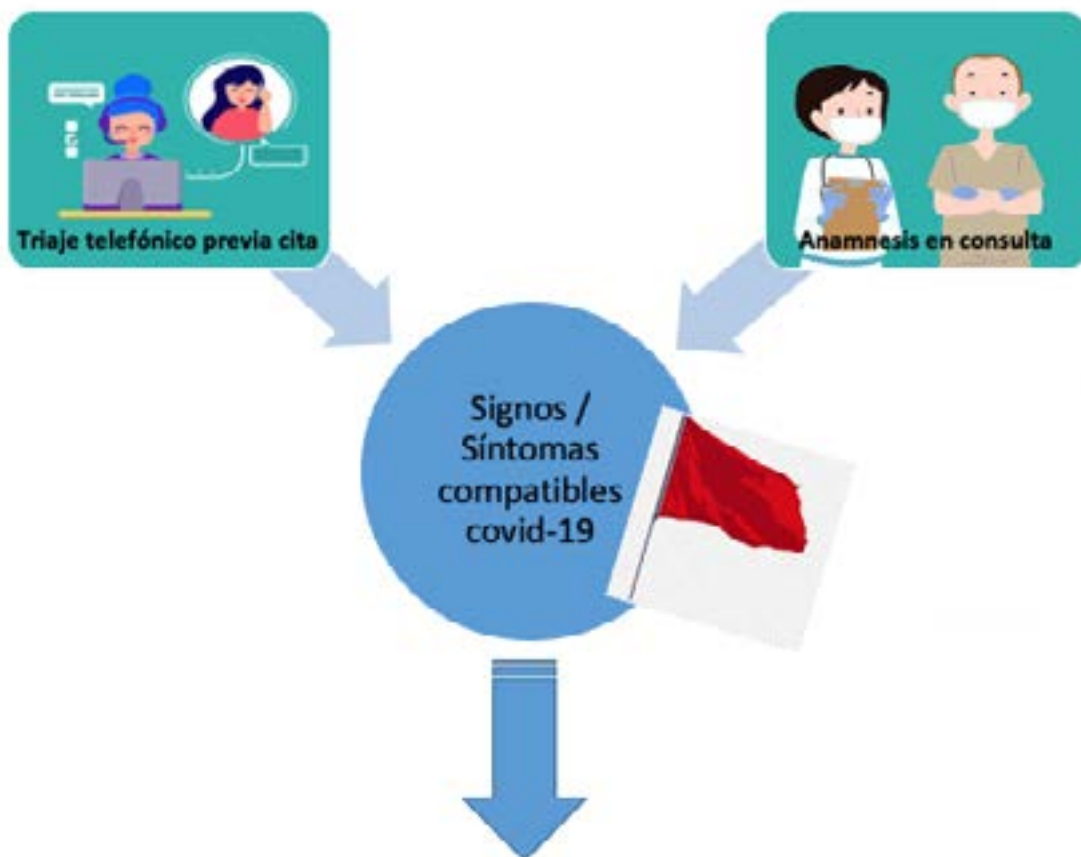 Triaje telefónico previa cita
Anamnesis en consulta
Signos /
Síntomas
compatibles
covid-19